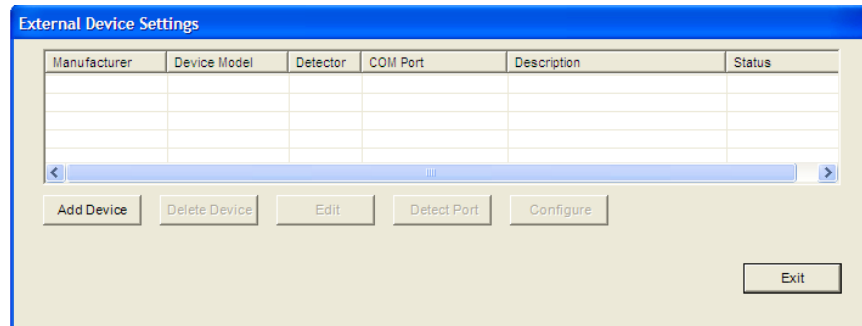 External Device Settings
Manufacturer Device Model Detector COM Port Description Status
Add Device Delete Device Edit Detect Port Configure
Exit